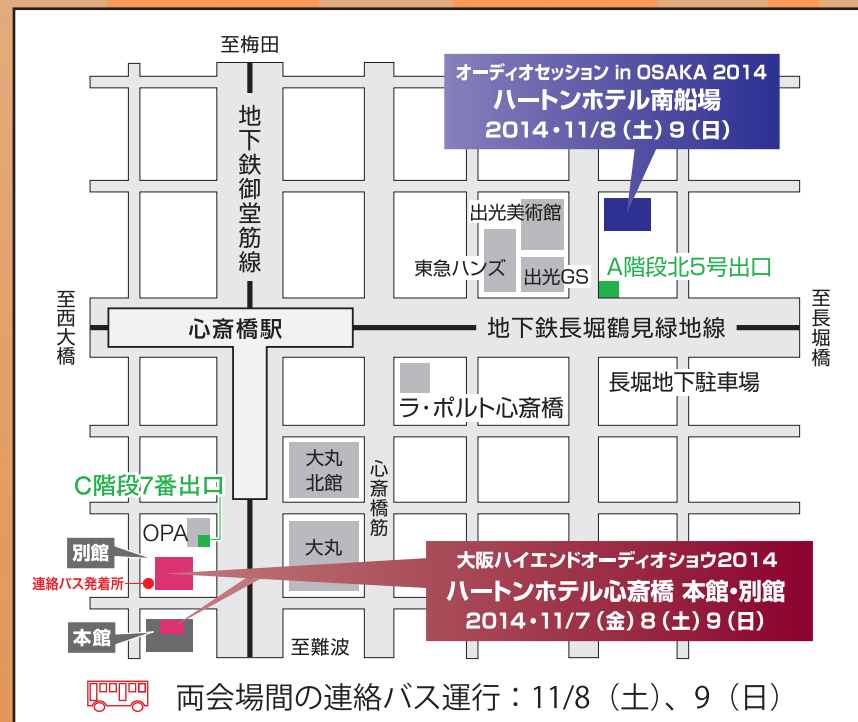 至梅田
オーディオセッション in OSAKA 2014
ハートンホテル南船場
2014・11/8（土）9（日）
地下鉄御堂筋線
出光美術館
東急ハンズ
出光GS
A階段北5号出口
至西大橋
心斎橋駅
地下鉄長堀鶴見緑地線
至長堀橋
ラ・ポルト心斎橋
長堀地下駐車場
大丸
北館
心斎橋筋
C階段7番出口
OPA
大丸
別館
連絡バス発着所
本館
大阪ハイエンドオーディオショウ2014
ハートンホテル心斎橋 本館・別館
2014・11/7（金）8（土）9（日）
至難波
両会場間の連絡バス運行：11/8（土）、9（日）